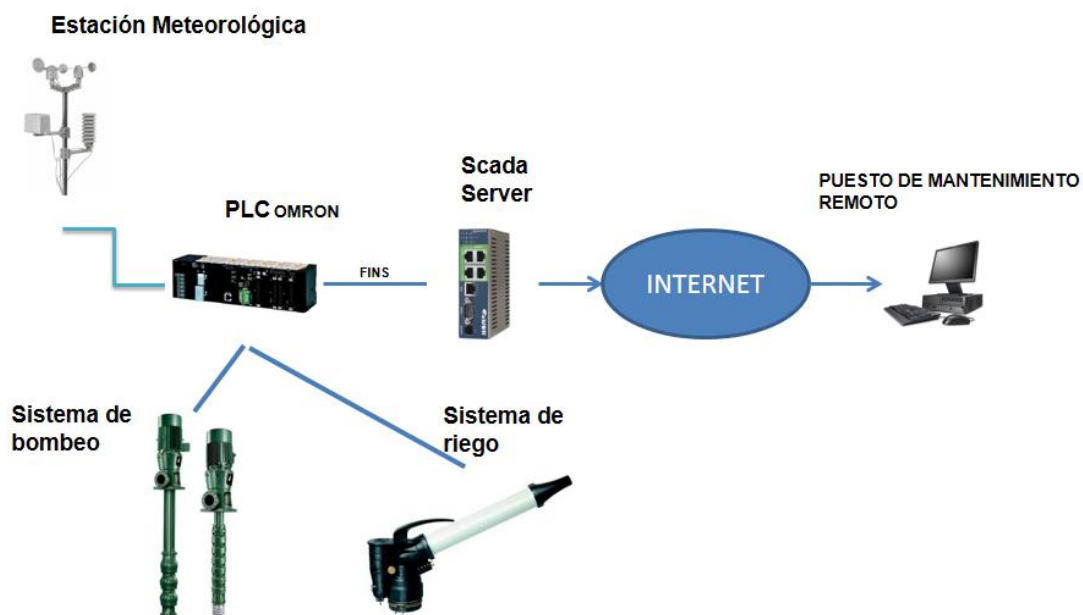 Estación Meteorológica
Scada
Server
PUESTO DE MANTENIMIENTO
REMOTO
PLC OMRON
FINS
INTERNET
Sistema de
bombeo
Sistema de
riego